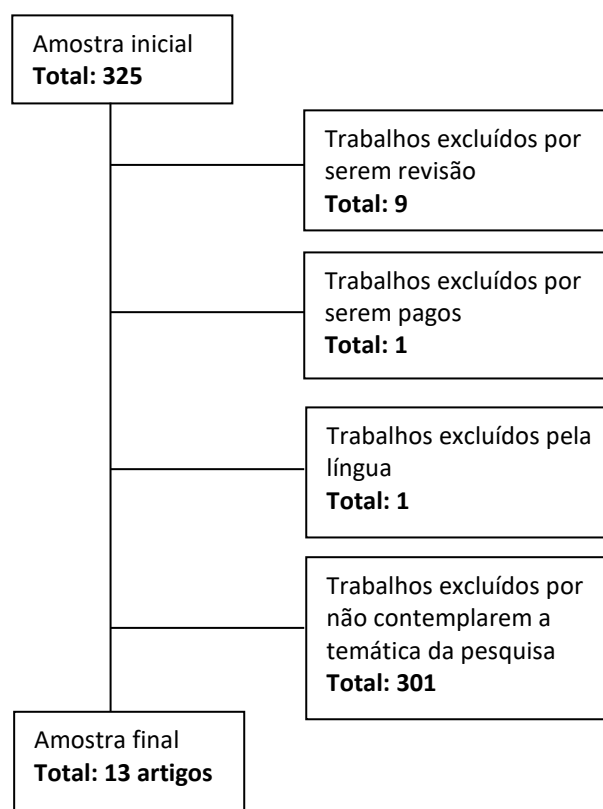 Amostra inicial
Total: 325
Trabalhos excluídos por
serem revisão
Total: 9
Trabalhos excluídos por
serem pagos
Total: 1
Trabalhos excluídos pela
língua
Total: 1
Trabalhos excluídos por
não contemplarem a
temática da pesquisa
Total: 301
Amostra final
Total: 13 artigos